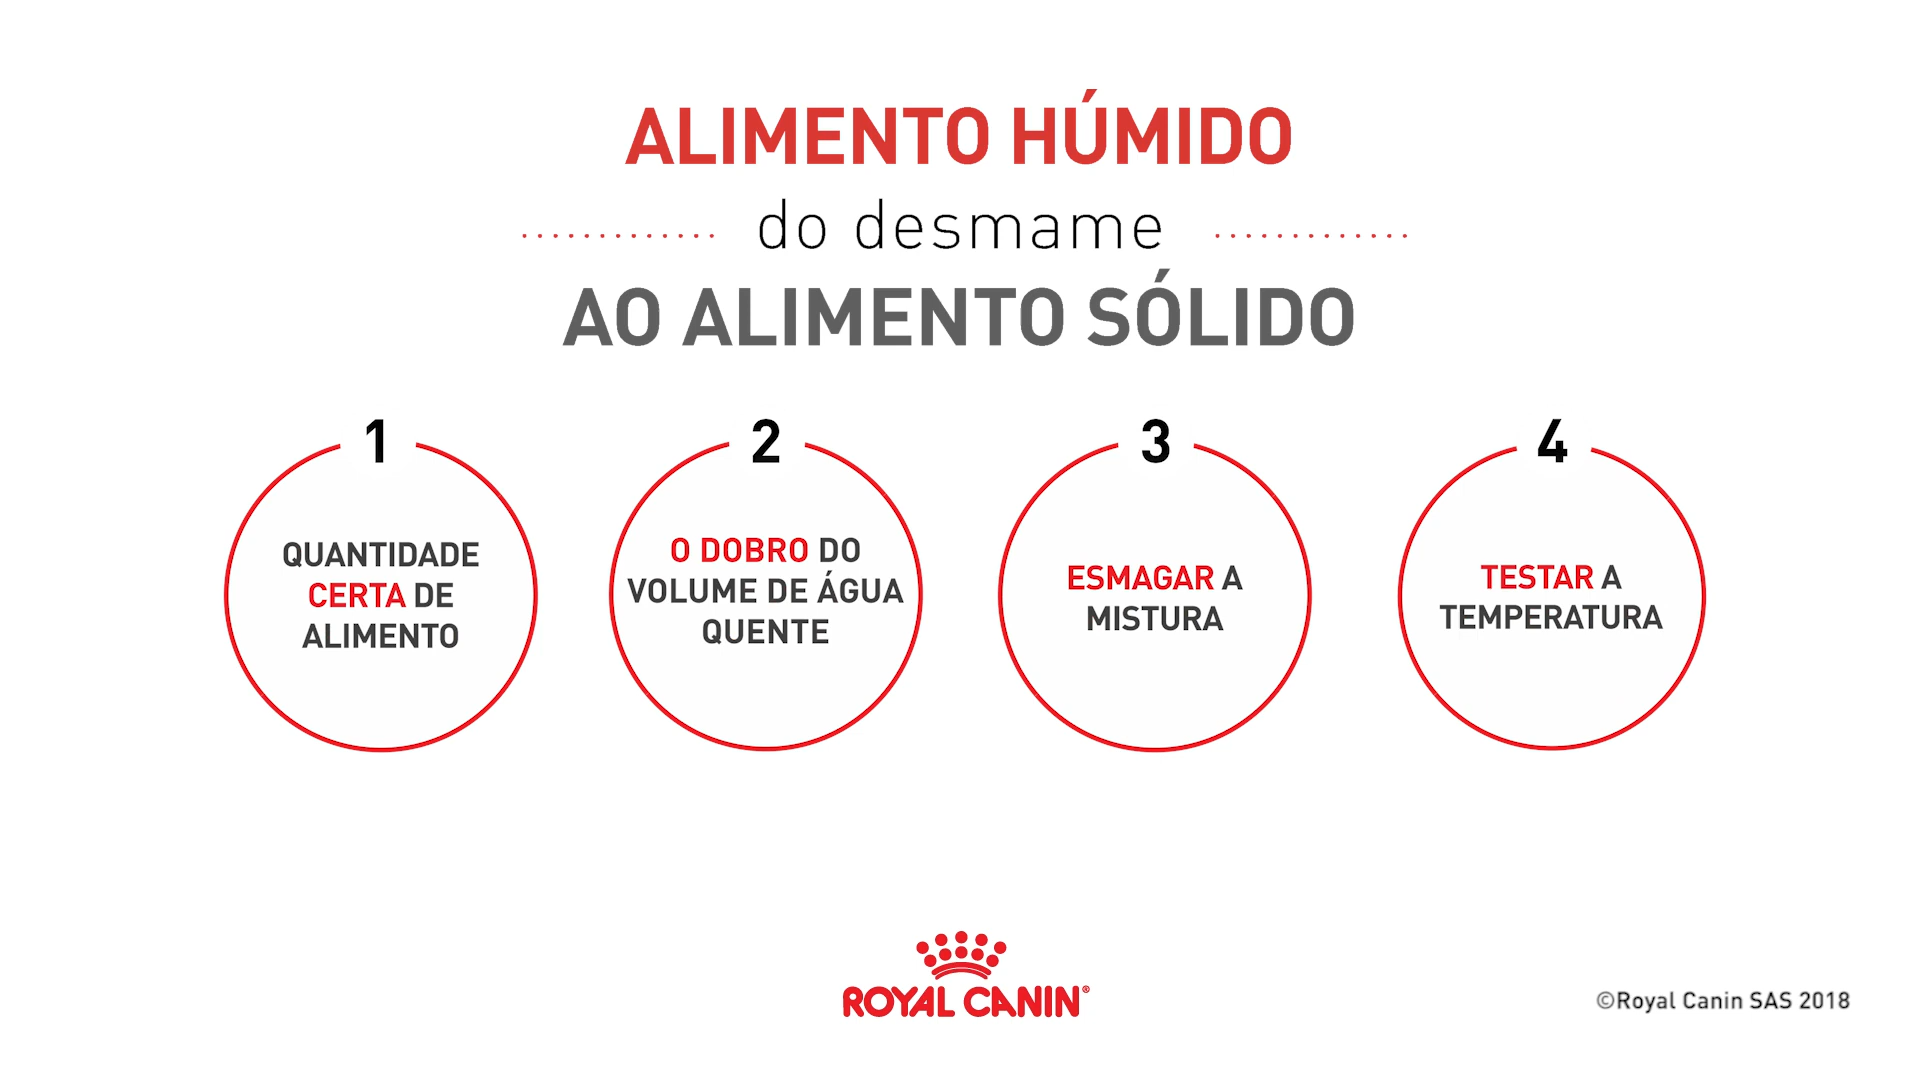 ALIMENTO HÚMIDO
do desmame
AO ALIMENTO SÓLIDO
1
QUANTIDADE
CERTA DE
ALIMENTO
2
O DOBRO DO
VOLUME DE ÁGUA
QUENTE
3
ESMAGAR A
MISTURA
4
TESTAR A
TEMPERATURA
ROYAL CANIN®
©Royal Canin SAS 2018